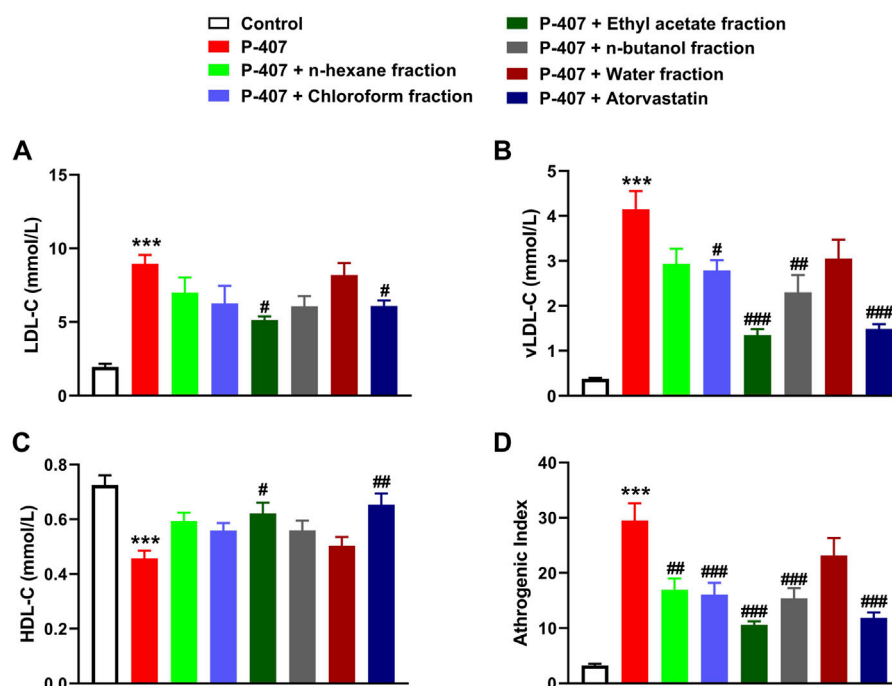 Control
P-407
P-407 + n-hexane fraction
P-407 + Chloroform fraction
P-407 + Ethyl acetate fraction
P-407 + n-butanol fraction
P-407 + Water fraction
P-407 + Atorvastatin
A
LDL-C (mmol/L)
15
10
5
0
***
#
#
B
vLDL-C (mmol/L)
5
4
3
2
1
0
***
#
###
##
###
C
HDL-C (mmol/L)
0.8
0.6
0.4
0.2
0.0
***
#
##
D
Athrogenic Index
40
30
20
10
0
***
##
###
###
###
###